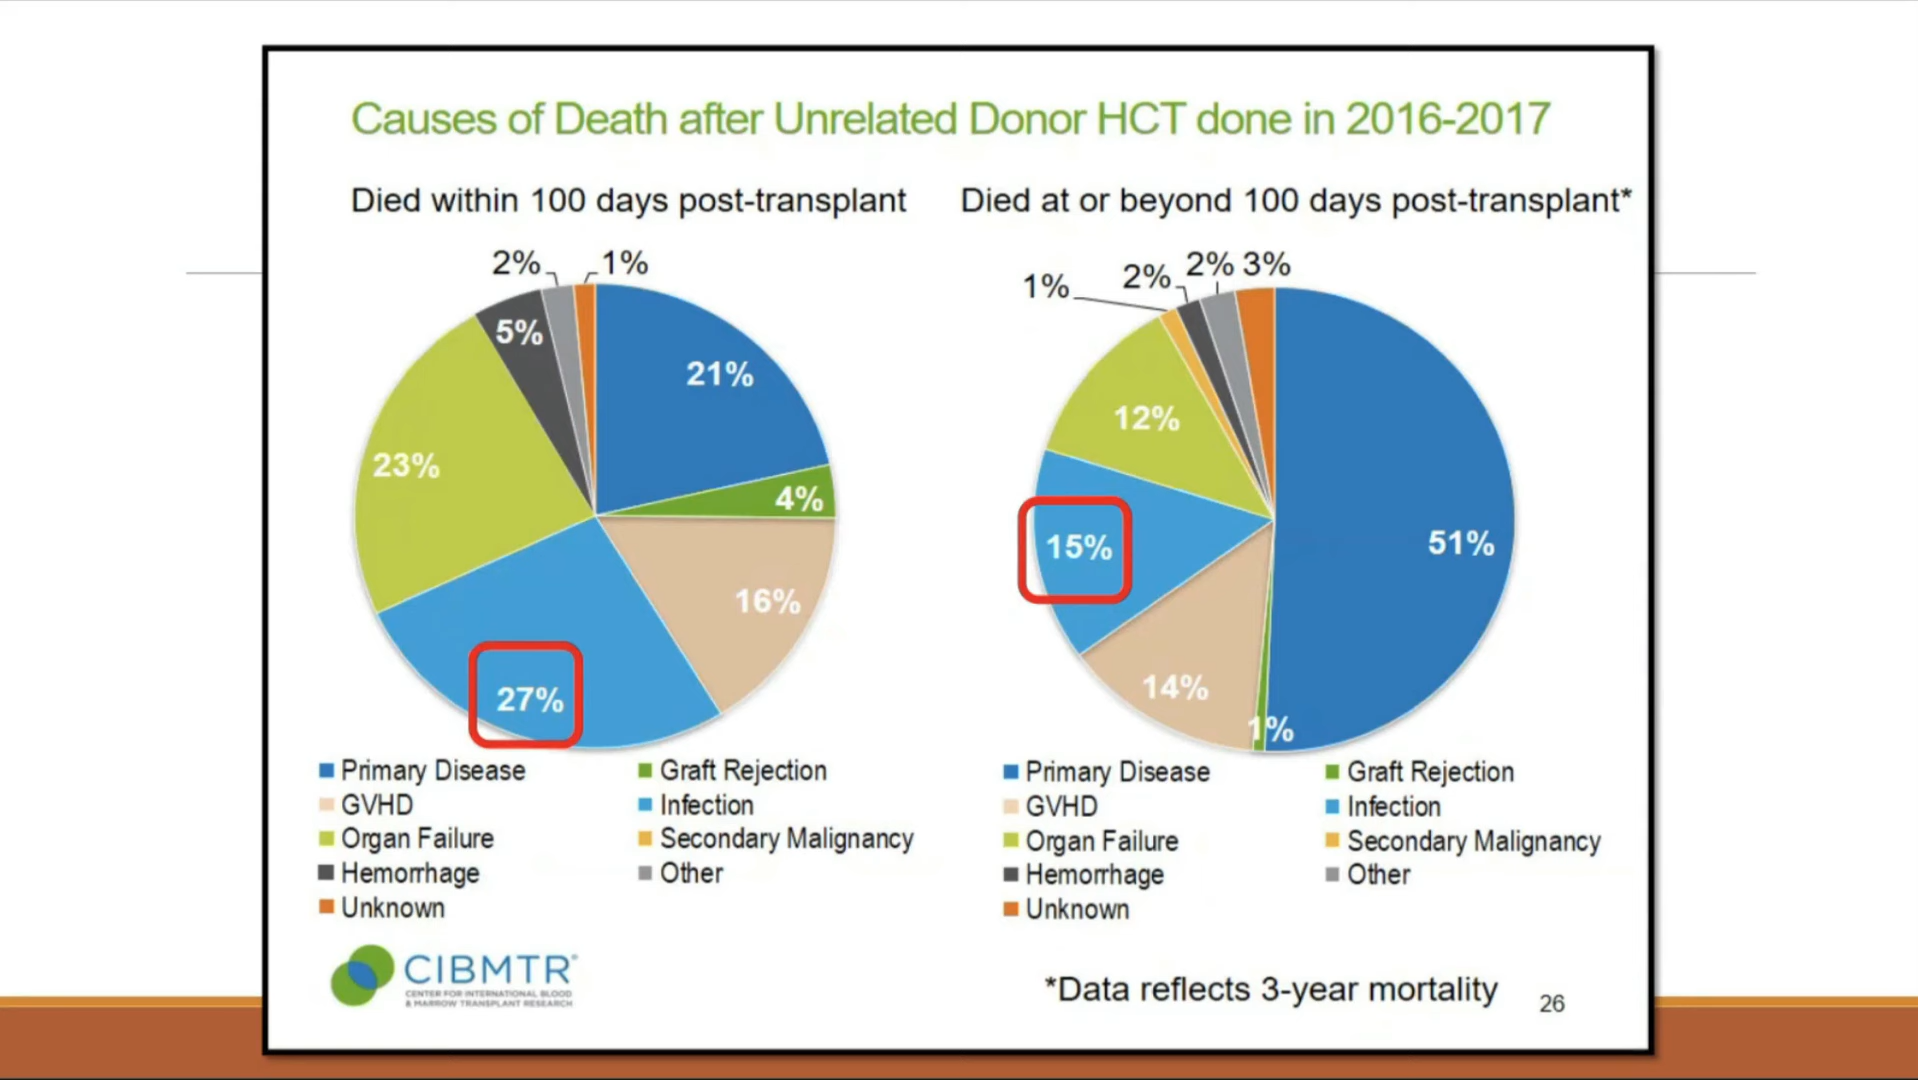 Causes of Death after Unrelated Donor HCT done in 2016-2017
Died within 100 days post-transplant
2%
1%
5%
21%
23%
4%
16%
27%
Primary Disease
Graft Rejection
GVHD
Infection
Organ Failure
Secondary Malignancy
Hemorrhage
Other
Unknown
Died at or beyond 100 days post-transplant*
1%
2%
2%
3%
12%
15%
51%
14%
1%
Primary Disease
Graft Rejection
GVHD
Infection
Organ Failure
Secondary Malignancy
Hemorrhage
Other
Unknown
CIBMTR®
CENTER FOR INTERNATIONAL BLOOD
& MARROW TRANSPLANT RESEARCH
*Data reflects 3-year mortality
26